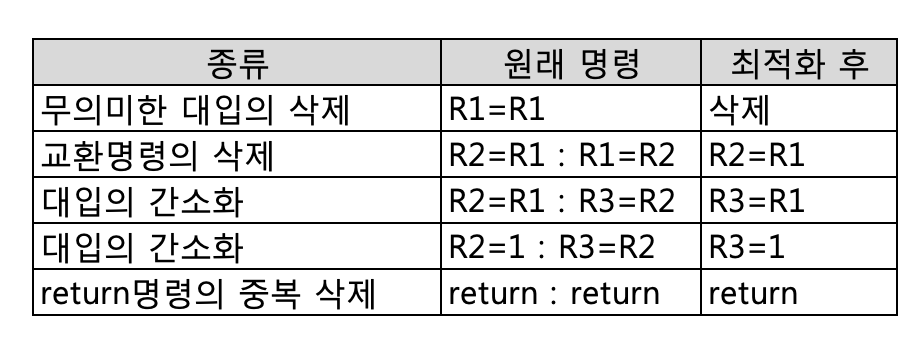 종류 원래 명령 최적화 후
무의미한 대입의 삭제 R1=R1 삭제
교환명령의 삭제 R2=R1 : R1=R2 R2=R1
대입의 간소화 R2=R1 : R3=R2 R3=R1
대입의 간소화 R2=1 : R3=R2 R3=1
return명령의 중복 삭제 return : return return